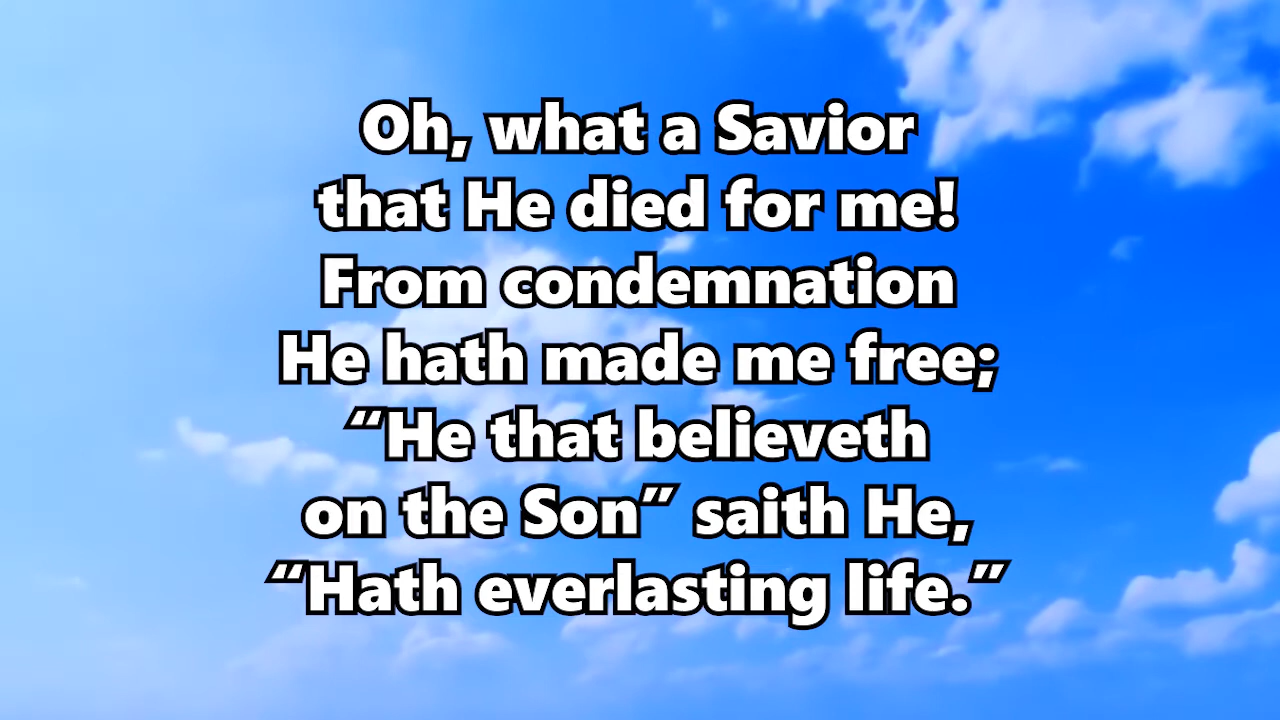 Oh, what a Savior
that He died for me!
From condemnation
He hath made me free;
“He that believeth
on the Son” saith He,
“Hath everlasting life.”